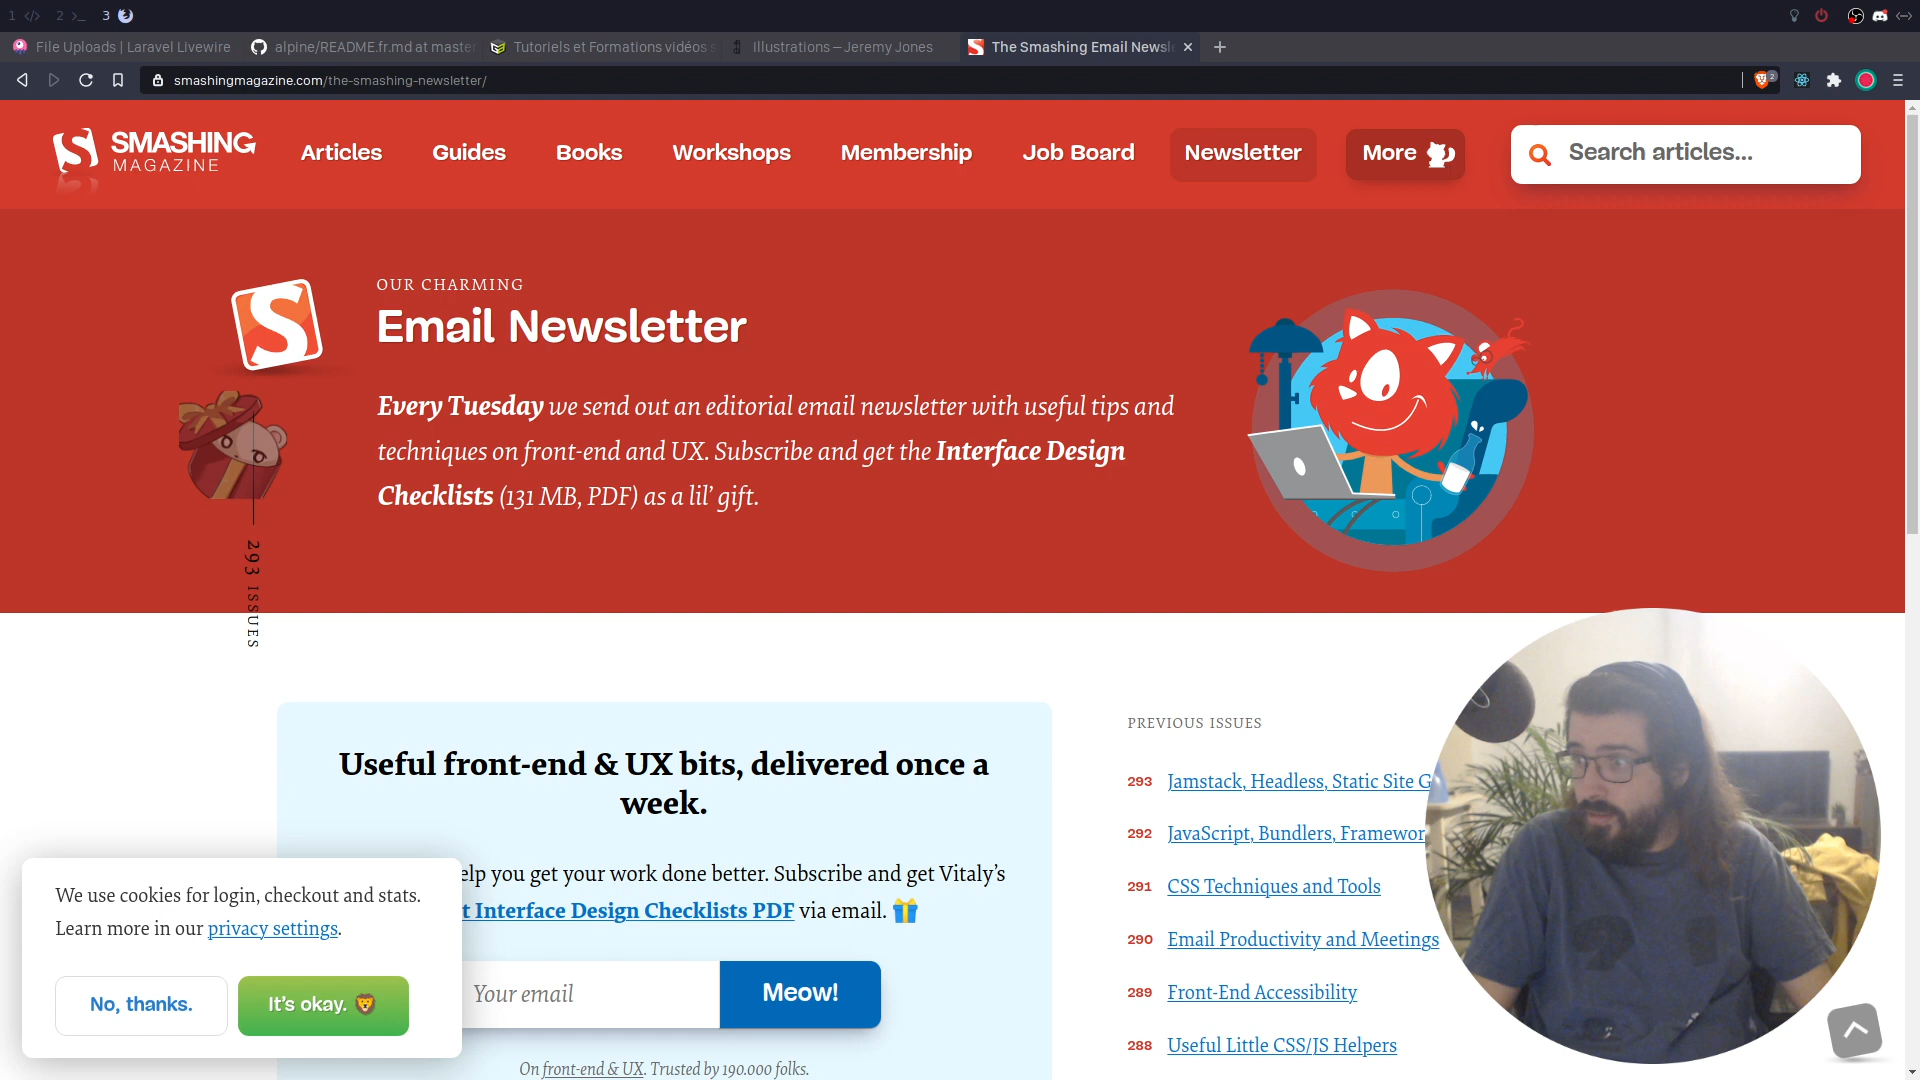 1 </> 2 >_ 3
File Uploads | Laravel Livewire
alpine/README.fr.md at maste
Tutoriels et Formations vidéos s
Illustrations — Jeremy Jones
The Smashing Email Newsl
smashingmagazine.com/the-smashing-newsletter/
2
SMASHING
MAGAZINE
Articles
Guides
Books
Workshops
Membership
Job Board
Newsletter
More
Search articles...
OUR CHARMING
Email Newsletter
Every Tuesday we send out an editorial email newsletter with useful tips and
techniques on front-end and UX. Subscribe and get the Interface Design
Checklists (131 MB, PDF) as a lil’ gift.
293 ISSUES
Useful front-end & UX bits, delivered once a
week.
elp you get your work done better. Subscribe and get Vitaly’s
t Interface Design Checklists PDF via email. 🎁
Your email
Meow!
On front-end & UX. Trusted by 190.000 folks.
PREVIOUS ISSUES
293 Jamstack, Headless, Static Site G
292 JavaScript, Bundlers, Framewor
291 CSS Techniques and Tools
290 Email Productivity and Meetings
289 Front-End Accessibility
288 Useful Little CSS/JS Helpers
We use cookies for login, checkout and stats.
Learn more in our privacy settings.
No, thanks.
It’s okay. 🦁